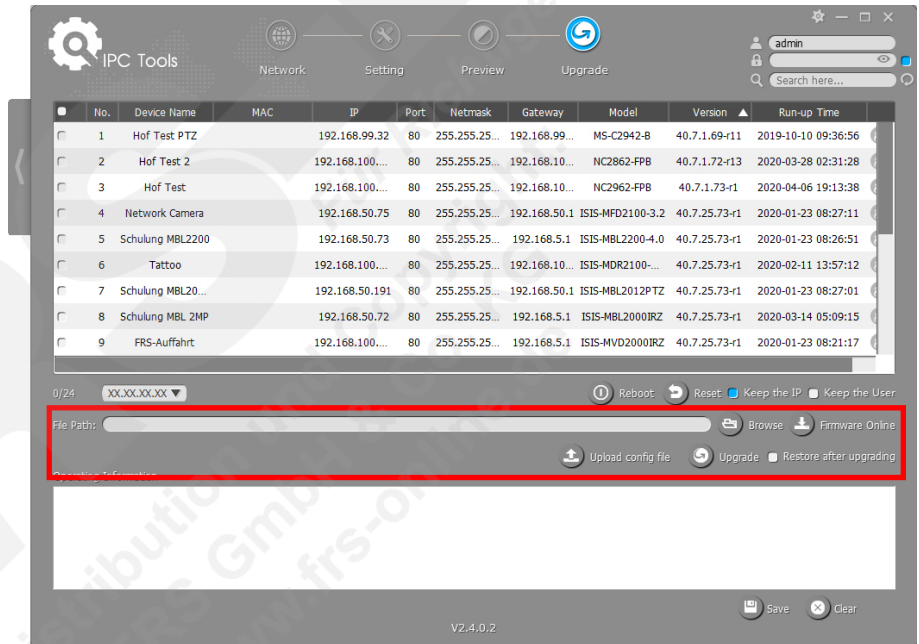 IPC Tools
Network Setting Preview Upgrade
admin
Search here...
No. Device Name MAC IP Port Netmask Gateway Model Version ▲ Run-up Time
1 Hof Test PTZ 192.168.99.32 80 255.255.25... 192.168.99... MS-C2942-B 40.7.1.69-r11 2019-10-10 09:36:56
2 Hof Test 2 192.168.100.... 80 255.255.25... 192.168.10... NC2862-FPB 40.7.1.72-r13 2020-03-28 02:31:28
3 Hof Test 192.168.100.... 80 255.255.25... 192.168.10... NC2962-FPB 40.7.1.73-r1 2020-04-06 19:13:38
4 Network Camera 192.168.50.75 80 255.255.25... 192.168.50.1 ISIS-MFD2100-3.2 40.7.25.73-r1 2020-01-23 08:27:11
5 Schulung MBL2200 192.168.50.73 80 255.255.25... 192.168.5.1 ISIS-MBL2200-4.0 40.7.25.73-r1 2020-01-23 08:26:51
6 Tattoo 192.168.100.... 80 255.255.25... 192.168.10... ISIS-MDR2100-... 40.7.25.73-r1 2020-02-11 13:57:12
7 Schulung MBL20... 192.168.50.191 80 255.255.25... 192.168.50.1 ISIS-MBL2012PTZ 40.7.25.73-r1 2020-01-23 08:27:01
8 Schulung MBL 2MP 192.168.50.72 80 255.255.25... 192.168.5.1 ISIS-MBL2000IRZ 40.7.25.73-r1 2020-03-14 05:09:15
9 FRS-Auffahrt 192.168.100.... 80 255.255.25... 192.168.5.1 ISIS-MVD2000IRZ 40.7.25.73-r1 2020-01-23 08:21:17
0/24 XX.XX.XX.XX ▼ Reboot Reset Keep the IP Keep the User
File Path: Browse Firmware Online
Upload config file Upgrade Restore after upgrading
Operating Information
Save Clear
V2.4.0.2